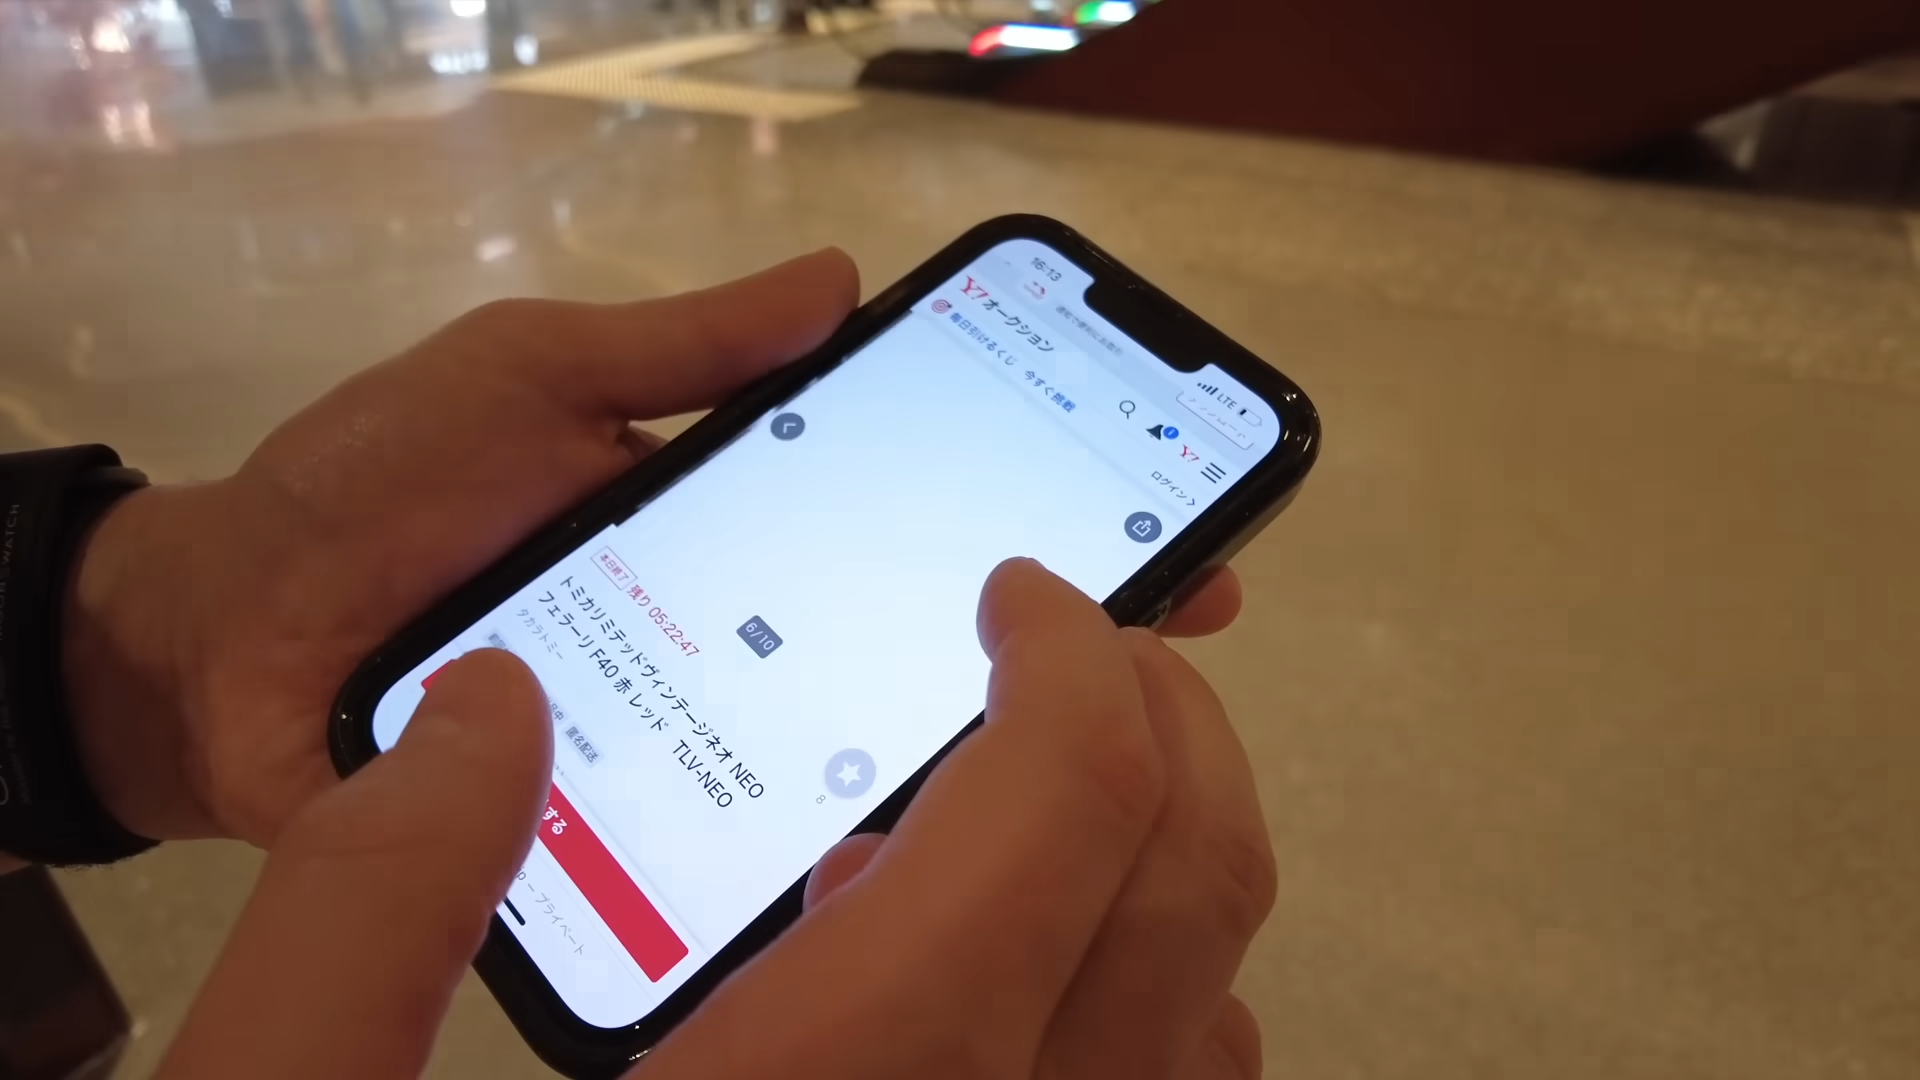 16:13
LTE
Y!オークション
毎日引けるくじ 今すぐ挑戦
Y!
ログイン
6/10
本日終了 残り 05:22:47
トミカリミテッドヴィンテージネオ NEO
フェラーリ F40 赤 レッド TLV-NEO
タカラトミー
匿名配送
8
する
プライベート
WATCH